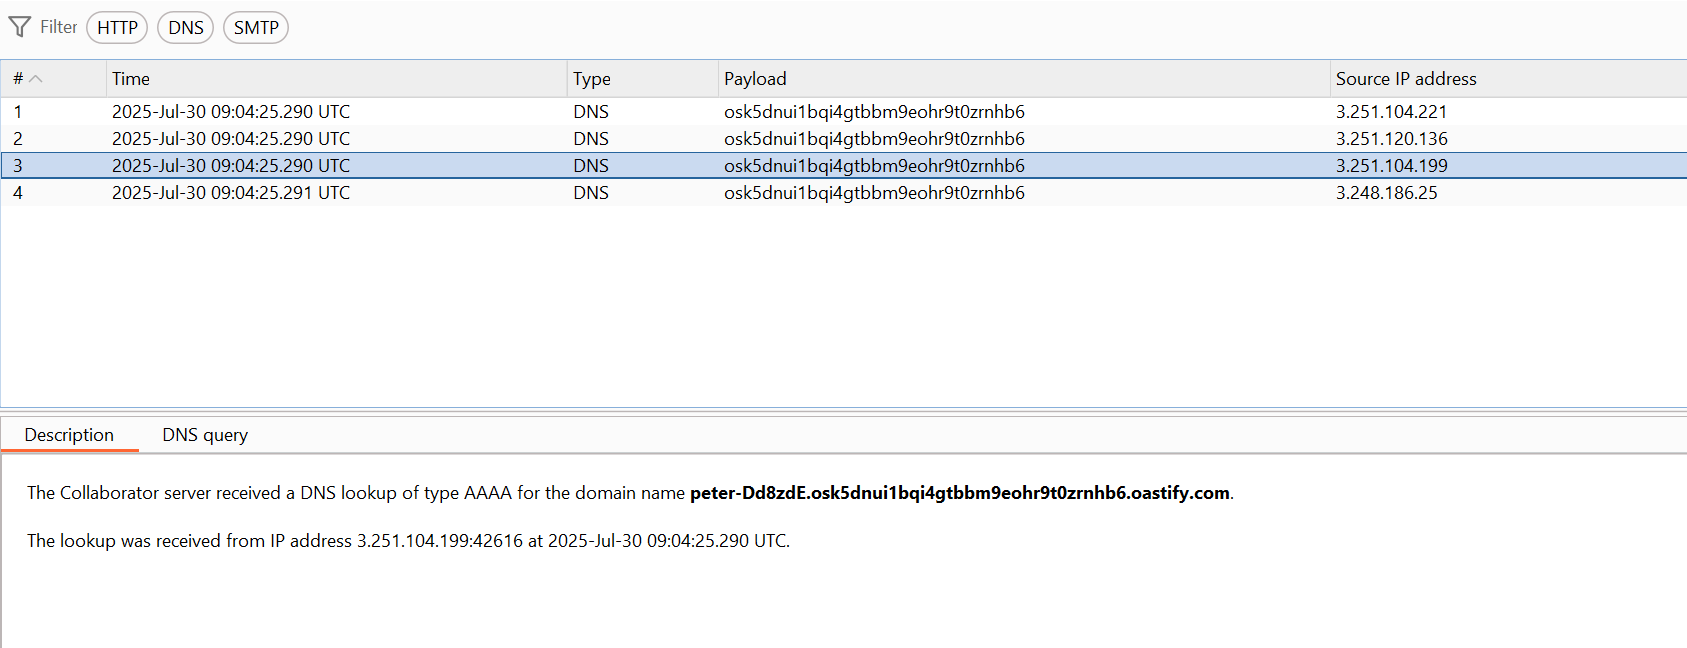 Filter HTTP DNS SMTP
# Time Type Payload Source IP address
1 2025-Jul-30 09:04:25.290 UTC DNS osk5dnui1bqi4gtbbm9eohr9t0zrnhb6 3.251.104.221
2 2025-Jul-30 09:04:25.290 UTC DNS osk5dnui1bqi4gtbbm9eohr9t0zrnhb6 3.251.120.136
3 2025-Jul-30 09:04:25.290 UTC DNS osk5dnui1bqi4gtbbm9eohr9t0zrnhb6 3.251.104.199
4 2025-Jul-30 09:04:25.291 UTC DNS osk5dnui1bqi4gtbbm9eohr9t0zrnhb6 3.248.186.25
Description DNS query
The Collaborator server received a DNS lookup of type AAAA for the domain name peter-Dd8zdE.osk5dnui1bqi4gtbbm9eohr9t0zrnhb6.oastify.com.
The lookup was received from IP address 3.251.104.199:42616 at 2025-Jul-30 09:04:25.290 UTC.